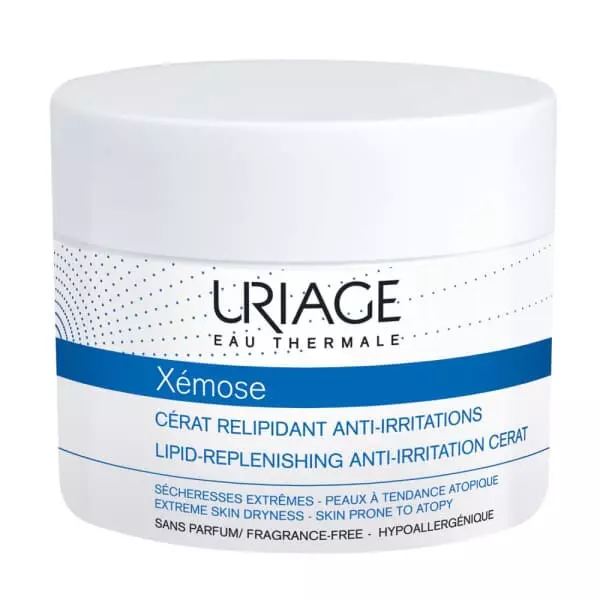 URIAGE
EAU THERMALE
Xémose
CÉRAT RELIPIDANT ANTI-IRRITATIONS
LIPID-REPLENISHING ANTI-IRRITATION CERAT
SÉCHERESSES EXTRÊMES - PEAUX À TENDANCE ATOPIQUE
EXTREME SKIN DRYNESS - SKIN PRONE TO ATOPY
SANS PARFUM/ FRAGRANCE-FREE - HYPOALLERGÉNIQUE